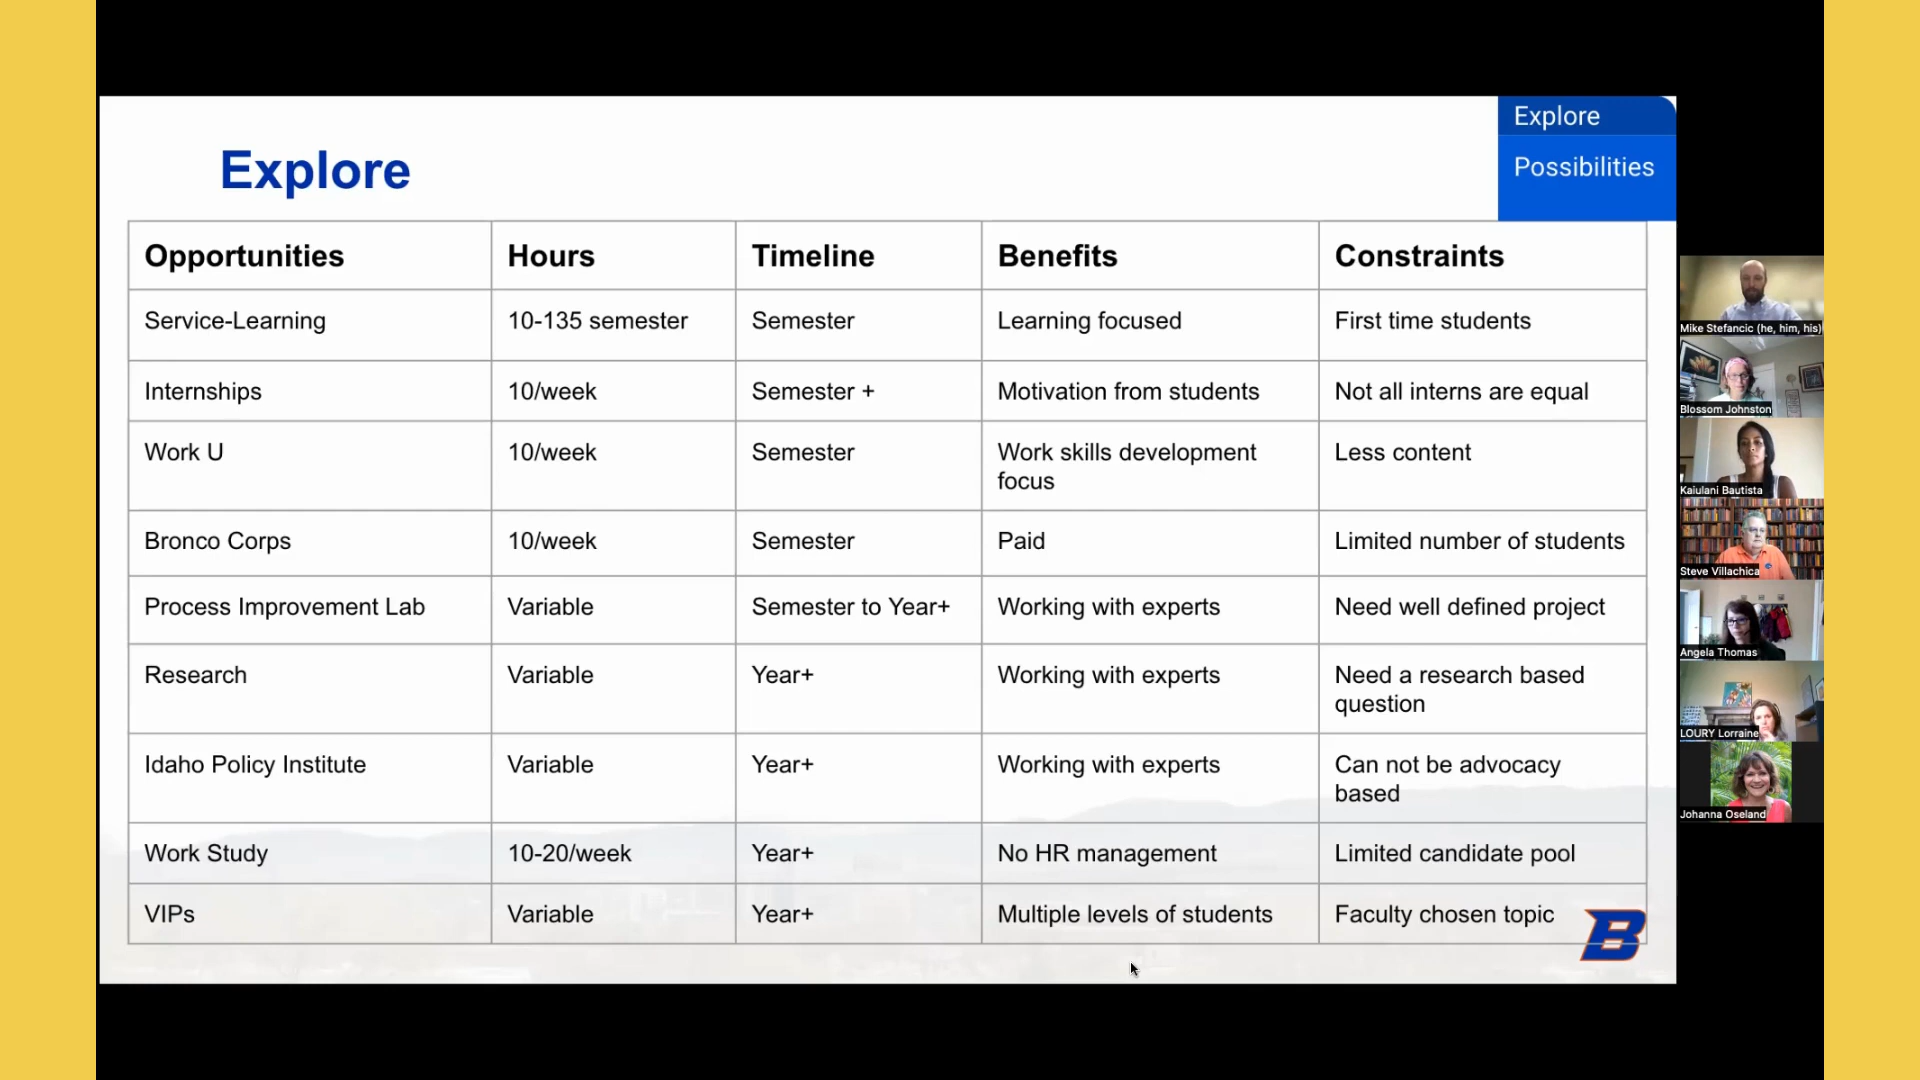 Explore
Possibilities
Explore
Opportunities Hours Timeline Benefits Constraints
Service-Learning 10-135 semester Semester Learning focused First time students
Internships 10/week Semester + Motivation from students Not all interns are equal
Work U 10/week Semester Work skills development focus Less content
Bronco Corps 10/week Semester Paid Limited number of students
Process Improvement Lab Variable Semester to Year+ Working with experts Need well defined project
Research Variable Year+ Working with experts Need a research based question
Idaho Policy Institute Variable Year+ Working with experts Can not be advocacy based
Work Study 10-20/week Year+ No HR management Limited candidate pool
VIPs Variable Year+ Multiple levels of students Faculty chosen topic
B
Mike Stefancic (he, him, his)
Blossom Johnston
Kaiulani Bautista
Steve Villachica
Angela Thomas
LOURY Lorraine
Johanna Oseland